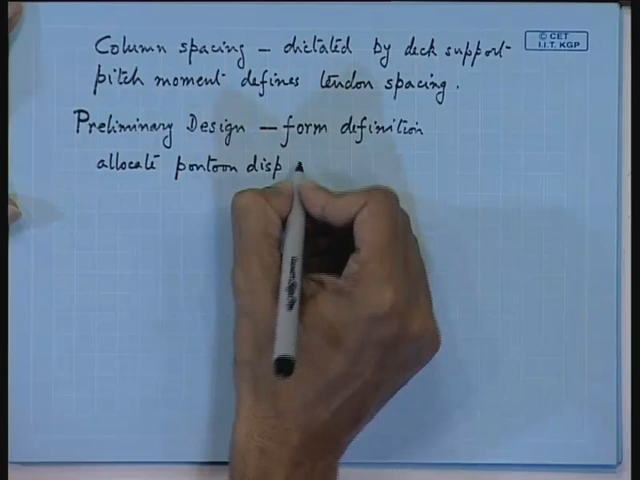 Column spacing – dictated by deck support
pitch moment defines tendon spacing.
Preliminary Design – form definition
allocate pontoon disp
© CET
I.I.T. KGP